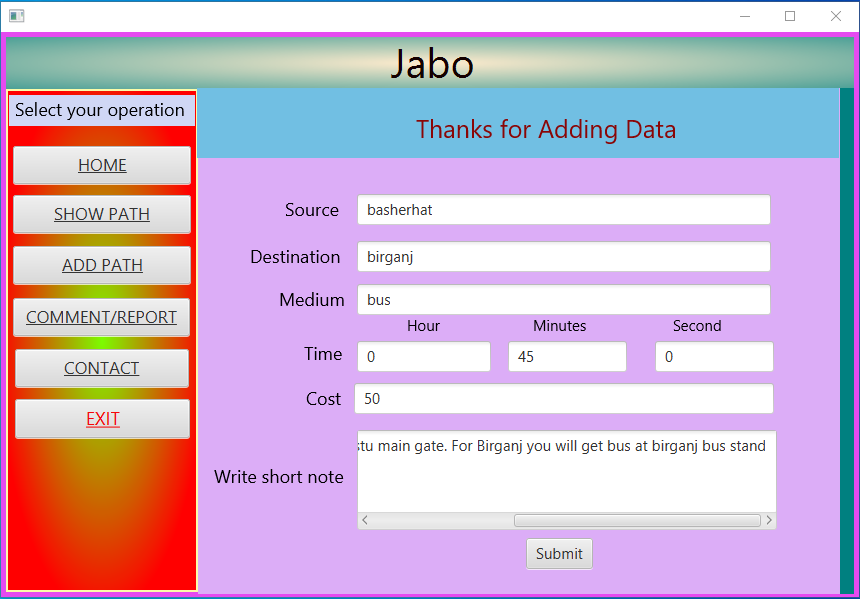 Jabo
Select your operation
HOME
SHOW PATH
ADD PATH
COMMENT/REPORT
CONTACT
EXIT
Thanks for Adding Data
Source basherhat
Destination birganj
Medium bus
Hour Minutes Second
Time 0 45 0
Cost 50
main gate. For Birganj you will get bus at birganj bus stand
Write short note
Submit